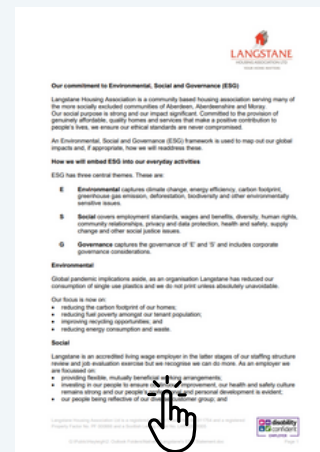 LANGSTANE
HOUSING ASSOCIATION LTD
Our commitment to Environmental, Social and Governance (ESG)
Langstane Housing Association is a community based housing association serving many of
the more socially excluded communities of Aberdeen, Aberdeenshire and Moray.
Our social purpose is strong and our impact significant. Committed to the provision of
genuinely affordable, quality homes and services that make a positive contribution to
people's lives, we ensure our ethical standards are never compromised.
An Environmental, Social and Governance (ESG) framework is used to map out our global
impacts and, if appropriate, how we will readdress these.
How we will embed ESG into our everyday activities
ESG has three central themes. These are:
E Environmental captures climate change, energy efficiency, carbon footprint,
greenhouse gas emission, deforestation, biodiversity and other environmentally
sensitive issues.
S Social covers employment standards, wages and benefits, diversity, human rights,
community relationships, privacy and data protection, health and safety, supply
change and other social justice issues.
G Governance captures the governance of 'E' and 'S' and includes corporate
governance considerations.
Environmental
Global pandemic implications aside, as an organisation Langstane has reduced our
consumption of single use plastics and we do not print unless absolutely unavoidable.
Our focus is now on:
• reducing the carbon footprint of our homes;
• reducing fuel poverty amongst our tenant population;
• improving recycling opportunities; and
• reducing energy consumption and waste.
Social
Langstane is an accredited living wage employer in the latter stages of our staffing structure
review and job evaluation exercise but we recognise we can do more. As an employer we
are focussed on:
• providing flexible, mutually beneficial working arrangements;
• investing in our people to ensure improvement, our health and safety culture
remains strong and our people's and personal development is evident;
• our people being reflective of our customer group; and
disability
confident
EMPLOYER